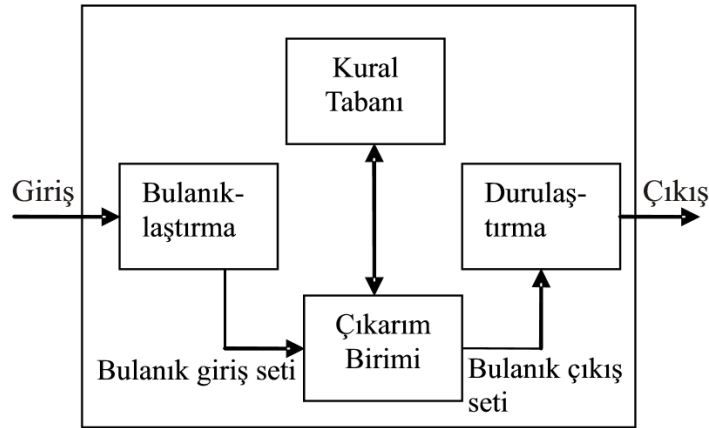 Kural
Tabanı
Giriş
Bulanık-
laştırma
Durulaş-
tırma
Çıkış
Çıkarım
Birimi
Bulanık giriş seti
Bulanık çıkış
seti